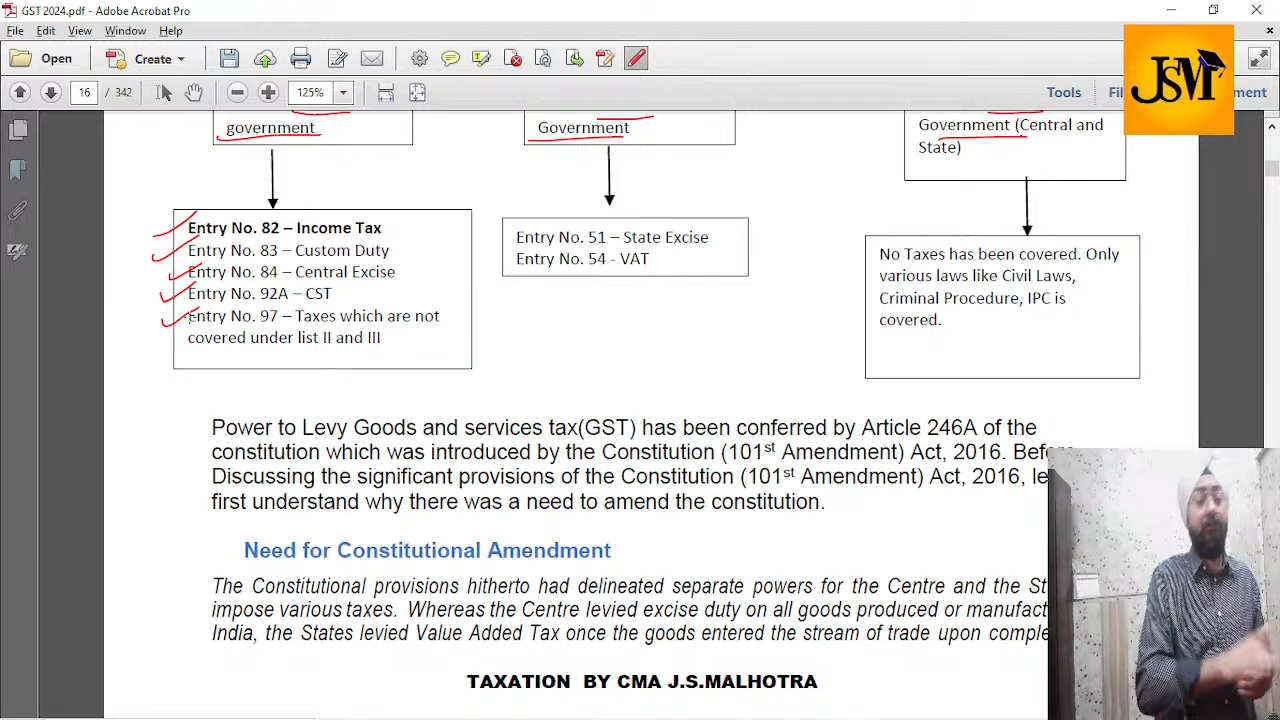 GST 2024.pdf - Adobe Acrobat Pro
File Edit View Window Help
Open Create
16 / 342 125% Tools
JSM
government
Government
Government (Central and
State)
Entry No. 82 – Income Tax
Entry No. 83 – Custom Duty
Entry No. 84 – Central Excise
Entry No. 92A – CST
Entry No. 97 – Taxes which are not
covered under list II and III
Entry No. 51 – State Excise
Entry No. 54 - VAT
No Taxes has been covered. Only
various laws like Civil Laws,
Criminal Procedure, IPC is
covered.
Power to Levy Goods and services tax(GST) has been conferred by Article 246A of the
constitution which was introduced by the Constitution (101st Amendment) Act, 2016.
Discussing the significant provisions of the Constitution (101st Amendment) Act, 2016,
first understand why there was a need to amend the constitution.
Need for Constitutional Amendment
The Constitutional provisions hitherto had delineated separate powers for the Centre and the
impose various taxes. Whereas the Centre levied excise duty on all goods produced or
India, the States levied Value Added Tax once the goods entered the stream of trade upon
TAXATION BY CMA J.S.MALHOTRA